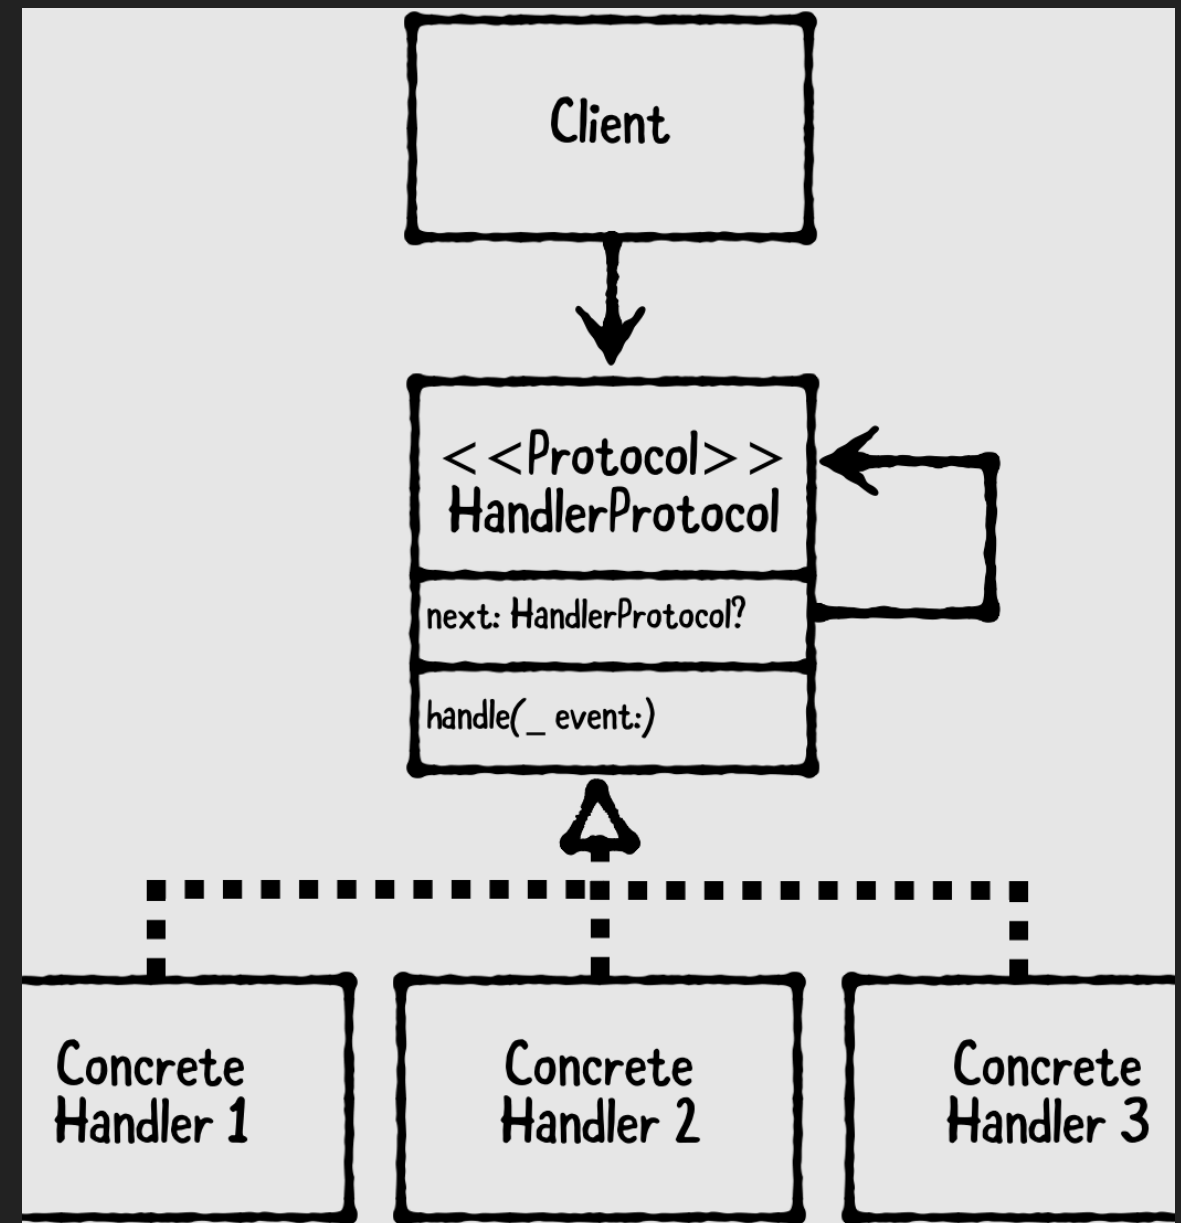 Client
<<Protocol>>
HandlerProtocol
next: HandlerProtocol?
handle(_ event:)
Concrete
Handler 1
Concrete
Handler 2
Concrete
Handler 3